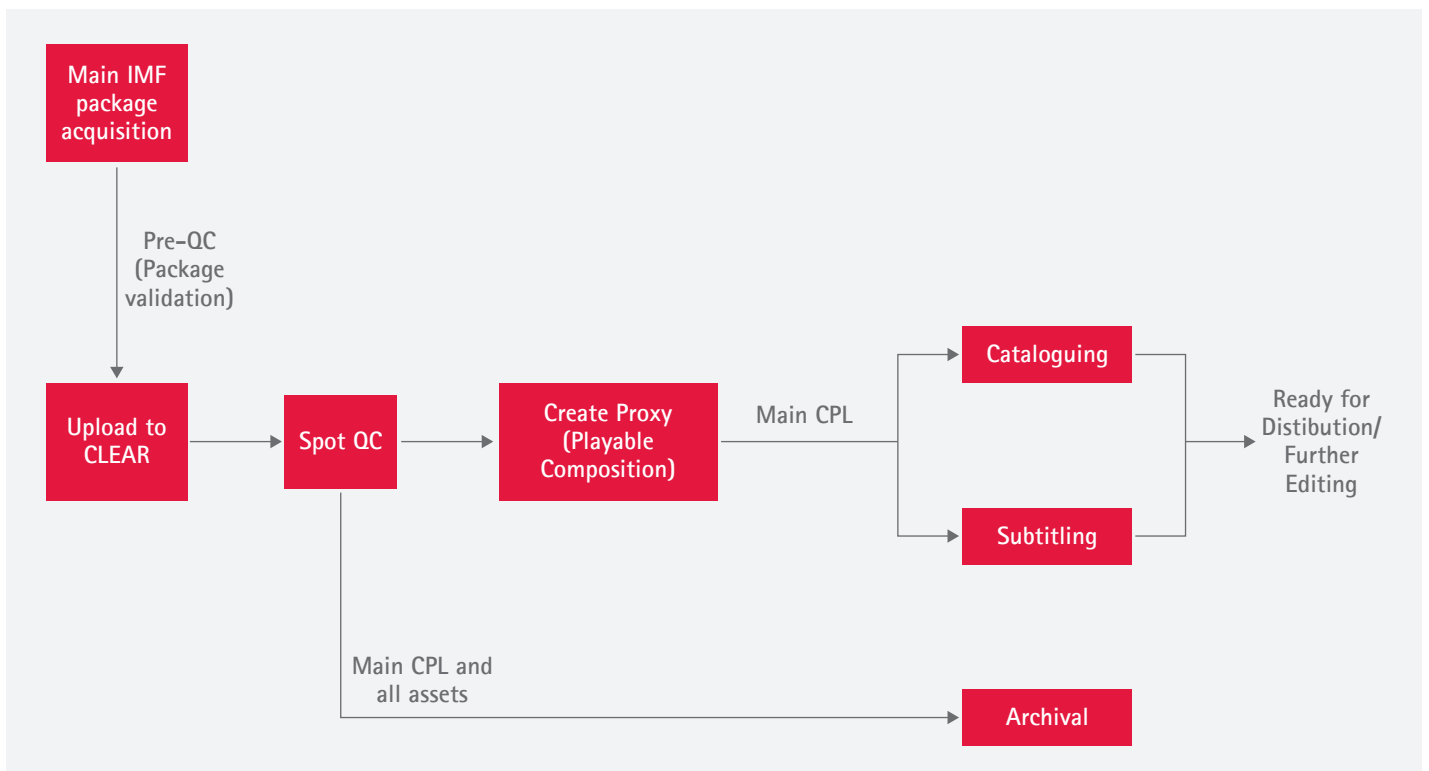 Main IMF
package
acquisition
Pre-QC
(Package
validation)
Upload to
CLEAR
Spot QC
Create Proxy
(Playable
Composition)
Main CPL
Cataloguing
Subtitling
Ready for
Distibution/
Further
Editing
Main CPL and
all assets
Archival